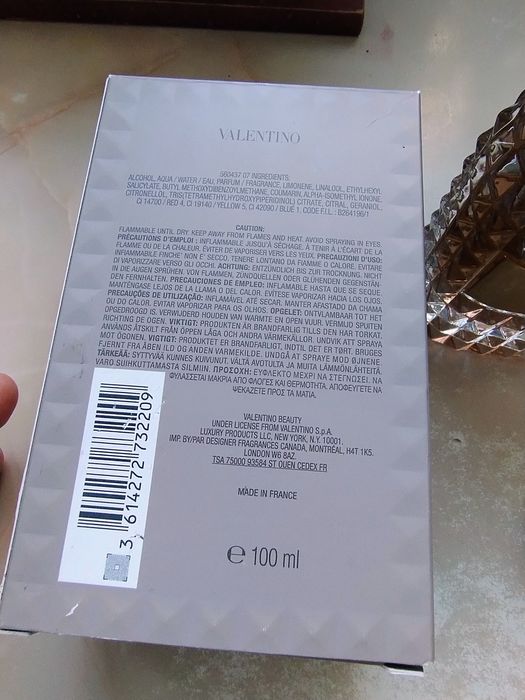 VALENTINO
560437 07 INGREDIENTS:
ALCOHOL, AQUA / WATER / EAU, PARFUM / FRAGRANCE, LIMONENE, LINALOOL, ETHYLHEXYL
SALICYLATE, BUTYL METHOXYDIBENZOYLMETHANE, COUMARIN, ALPHA-ISOMETHYL IONONE,
CITRONELLOL, TRIS(TETRAMETHYLHYDROXYPIPERIDINOL) CITRATE, CITRAL, GERANIOL,
CI 14700 / RED 4, CI 19140 / YELLOW 5, CI 42090 / BLUE 1. CODE F.I.L. : B264196/1
CAUTION:
FLAMMABLE UNTIL DRY. KEEP AWAY FROM FLAMES AND HEAT. AVOID SPRAYING IN EYES.
PRÉCAUTIONS D'EMPLOI : INFLAMMABLE JUSQU'À SÉCHAGE. À TENIR À L'ÉCART DE LA
FLAMME OU DE LA CHALEUR. ÉVITER DE VAPORISER VERS LES YEUX. PRECAUZIONI D'USO:
INFIAMMABILE FINCHE' NON E' SECCO. TENERE LONTANO DA FIAMME O CALORE. EVITARE
DI VAPORIZZARE VERSO GLI OCCHI. ACHTUNG: ENTZÜNDLICH BIS ZUR TROCKNUNG. NICHT
IN DIE AUGEN SPRÜHEN. VON FLAMMEN, ZÜNDQUELLEN ODER GLÜHENDEN GEGENSTÄN-
DEN FERNHALTEN. PRECAUCIONES DE EMPLEO: INFLAMABLE HASTA QUE SE SEQUE.
MANTÉNGASE LEJOS DE LA LLAMA O DEL CALOR. EVÍTESE VAPORIZAR HACIA LOS OJOS.
PRECAUÇÕES DE UTILIZAÇÃO: INFLAMÁVEL ATÉ SECAR. MANTER AFASTADO DA CHAMA
OU DO CALOR. EVITAR VAPORIZAR PARA OS OLHOS. OPGELET: ONTVLAMBAAR TOT HET
OPGEDROOGD IS. VERWIJDERD HOUDEN VAN WARMTE EN OPEN VUUR. VERMIJD SPUITEN
RICHTING DE OGEN. VIKTIGT: PRODUKTEN ÄR BRANDFARLIG TILLS DEN HAR TORKAT.
ANVÄNDS ÅTSKILT FRÅN ÖPPEN LÅGA OCH ANDRA VÄRMEKÄLLOR. UNDVIK ATT SPRAYA
MOT ÖGONEN. VIGTIGT: PRODUKTET ER BRANDFARLIGT, INDTIL DET ER TØRT. BRUGES
FJERNT FRA ÅBEN ILD OG ANDEN VARMEKILDE. UNDGÅ AT SPRAYE MOD ØJNENE.
TÄRKEÄÄ: SYTTYVÄÄ KUNNES KUIVUNUT. VÄLTÄ AVOTULTA JA MUITA LÄMMÖNLÄHTEITÄ.
VARO SUIHKUTTAMASTA SILMIIN. ΠΡΟΣΟΧΗ: ΕΥΦΛΕΚΤΟ ΜΕΧΡΙ ΝΑ ΣΤΕΓΝΩΣΕΙ. ΝΑ
ΦΥΛΑΣΣΕΤΑΙ ΜΑΚΡΙΑ ΑΠΟ ΦΛΟΓΕΣ ΚΑΙ ΘΕΡΜΟΤΗΤΑ. ΑΠΟΦΕΥΓΕΤΕ ΝΑ
ΨΕΚΑΖΕΤΕ ΠΡΟΣ ΤΑ ΜΑΤΙΑ.
VALENTINO BEAUTY
UNDER LICENSE FROM VALENTINO S.p.A.
LUXURY PRODUCTS LLC, NEW YORK, N.Y. 10001.
IMP. BY/PAR DESIGNER FRAGRANCES CANADA, MONTRÉAL, H4T 1K5.
LONDON W6 8AZ.
TSA 75000 93584 ST OUEN CEDEX FR
MADE IN FRANCE
℮ 100 ml
3 614272 732209